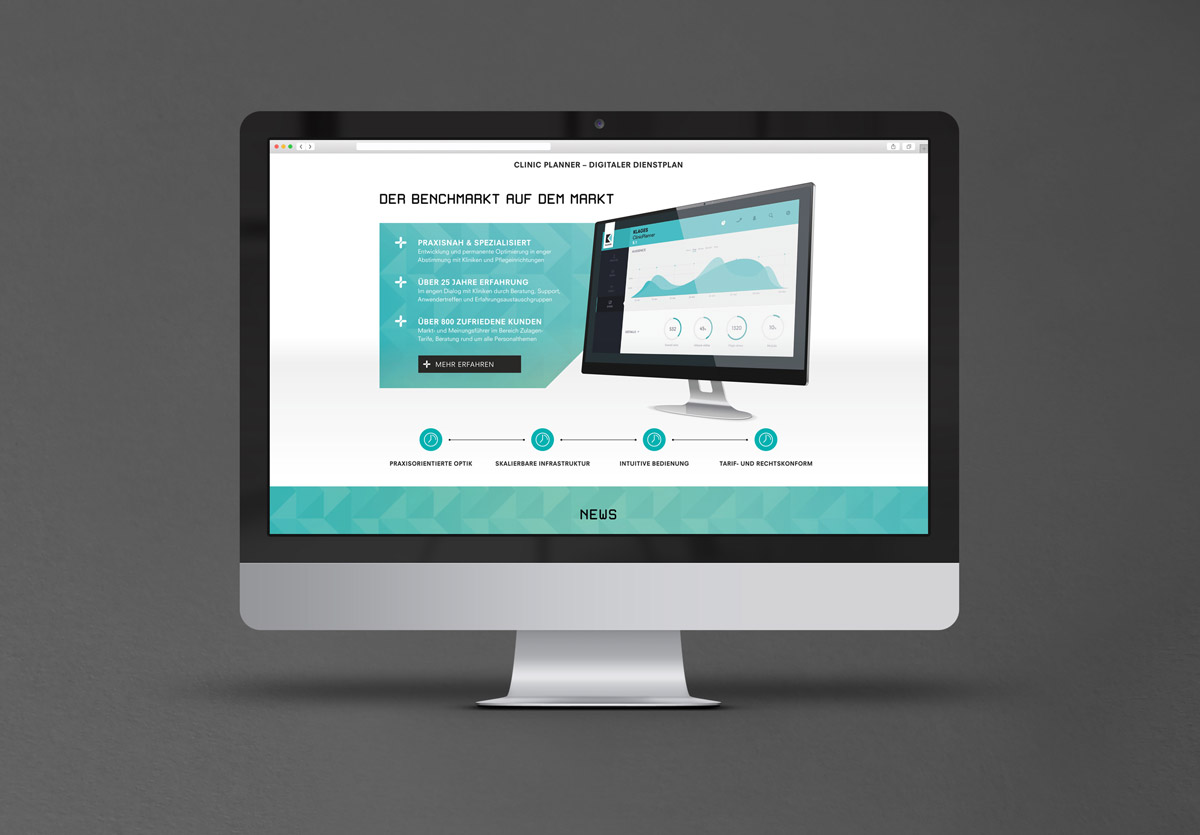 CLINIC PLANNER – DIGITALER DIENSTPLAN
DER BENCHMARKT AUF DEM MARKT
PRAXISNAH & SPEZIALISIERT
Entwicklung und permanente Optimierung in enger
Abstimmung mit Kliniken und Pflegeeinrichtungen
ÜBER 25 JAHRE ERFAHRUNG
Im engen Dialog mit Kliniken durch Beratung, Support,
Anwendertreffen und Erfahrungsaustauschgruppen
ÜBER 800 ZUFRIEDENE KUNDEN
Markt- und Meinungsführer im Bereich Zulagen-
Tarife, Beratung rund um alle Personalthemen
MEHR ERFAHREN
KLAGES
ClinicPlanner
PRAXISORIENTIERTE OPTIK
SKALIERBARE INFRASTRUKTUR
INTUITIVE BEDIENUNG
TARIF- UND RECHTSKONFORM
NEWS